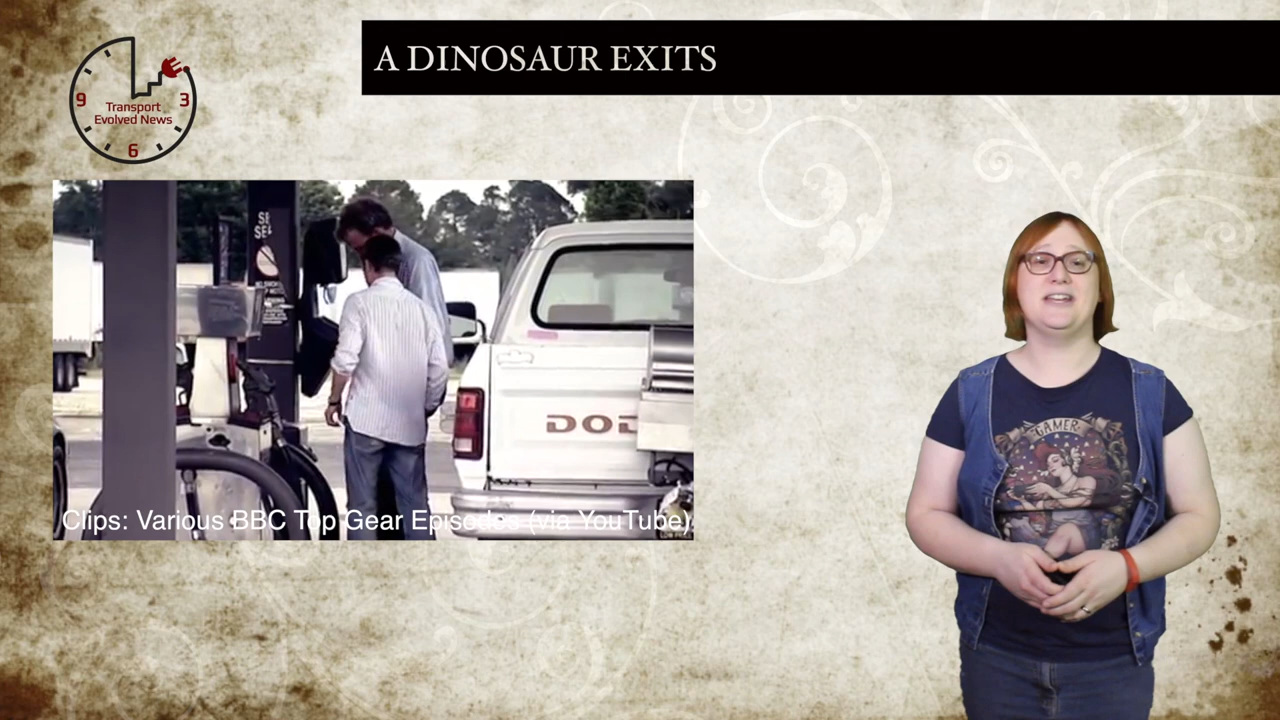 A DINOSAUR EXITS
9
3
Transport
Evolved News
6
DOD
GAMER
Clips: Various BBC Top Gear Episodes (via YouTube)